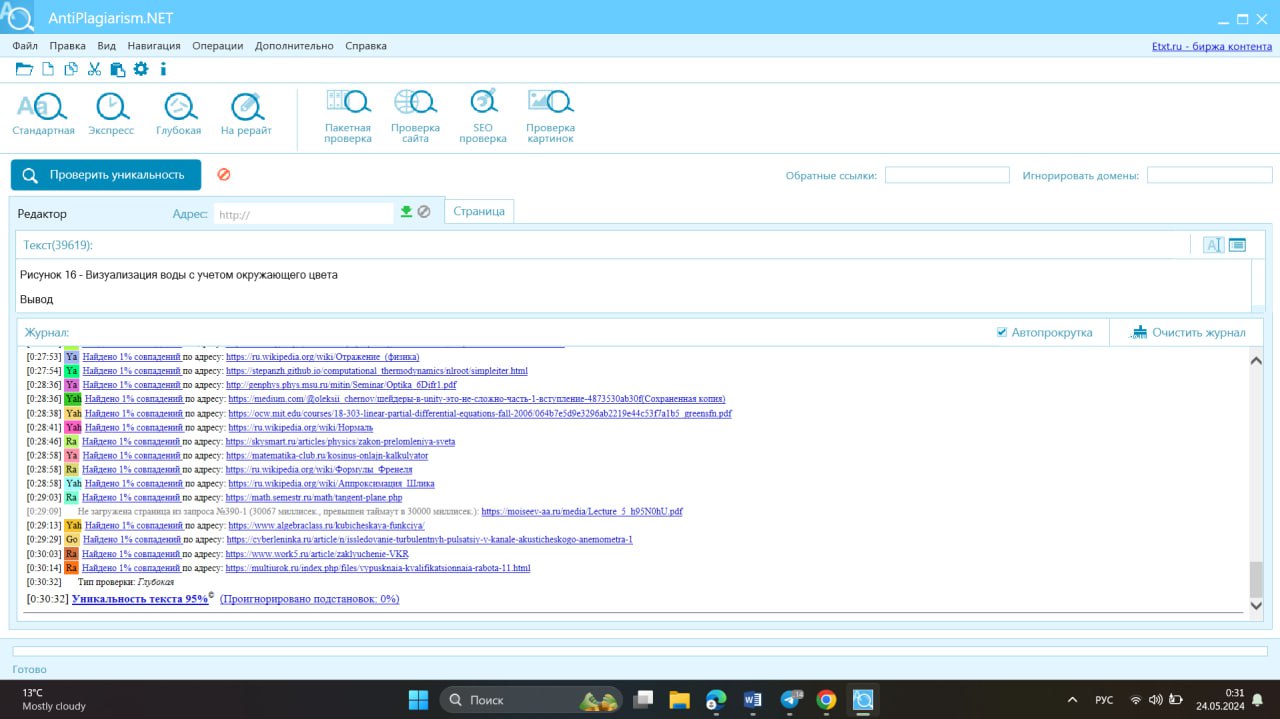 AntiPlagiarism.NET
Файл Правка Вид Навигация Операции Дополнительно Справка
Etxt.ru - биржа контента
Стандартная Экспресс Глубокая На рерайт Пакетная проверка Проверка сайта SEO проверка Проверка картинок
Проверить уникальность
Обратные ссылки: Игнорировать домены:
Редактор Адрес: http:// Страница
Текст(39619):
Рисунок 16 - Визуализация воды с учетом окружающего цвета
Вывод
Журнал: Автопрокрутка Очистить журнал
[0:27:53] Ya Найдено 1% совпадений по адресу: https://ru.wikipedia.org/wiki/Отражение_(физика)
[0:27:54] Ya Найдено 1% совпадений по адресу: https://stepanzh.github.io/computational_thermodynamics/nlroot/simpleiter.html
[0:28:36] Ya Найдено 1% совпадений по адресу: http://genphys.phys.msu.ru/mitin/Seminar/Optika_6Difr1.pdf
[0:28:36] Yah Найдено 1% совпадений по адресу: https://medium.com/@oleksii_chernov/шейдеры-в-unity-это-не-сложно-часть-1-вступление-4873530ab30f(Сохраненная копия)
[0:28:38] Yah Найдено 1% совпадений по адресу: https://ocw.mit.edu/courses/18-303-linear-partial-differential-equations-fall-2006/064b7e5d9e3296ab2219e44c53f7a1b5_greensfn.pdf
[0:28:41] Yah Найдено 1% совпадений по адресу: https://ru.wikipedia.org/wiki/Нормаль
[0:28:46] Ra Найдено 1% совпадений по адресу: https://skysmart.ru/articles/physics/zakon-prelomleniya-sveta
[0:28:56] Ya Найдено 1% совпадений по адресу: https://matematika-club.ru/kosinus-onlajn-kalkulyator
[0:28:58] Ra Найдено 1% совпадений по адресу: https://ru.wikipedia.org/wiki/Формулы_Френеля
[0:28:58] Yah Найдено 1% совпадений по адресу: https://ru.wikipedia.org/wiki/Аппроксимация_Шлика
[0:29:03] Ra Найдено 1% совпадений по адресу: https://math.semestr.ru/math/tangent-plane.php
[0:29:09] Не загружена страница из запроса №390-1 (30067 миллисек., превышен таймаут в 30000 миллисек.): https://moiseev-aa.ru/media/Lecture_5_h95N0hU.pdf
[0:29:13] Yah Найдено 1% совпадений по адресу: https://www.algebraclass.ru/kubicheskaya-funkciya/
[0:29:29] Go Найдено 1% совпадений по адресу: https://cyberleninka.ru/article/n/issledovanie-turbulentnyh-pulsatsiy-v-kanale-akusticheskogo-anemometra-1
[0:30:03] Ra Найдено 1% совпадений по адресу: https://www.work5.ru/article/zaklyuchenie-VKR
[0:30:14] Ra Найдено 1% совпадений по адресу: https://multiurok.ru/index.php/files/vypusknaia-kvalifikatsionnaia-rabota-11.html
[0:30:32] Тип проверки: Глубокая
[0:30:32] Уникальность текста 95%© (Проигнорировано подстановок: 0%)
Готово
13°C
Mostly cloudy
Поиск
14
РУС
0:31
24.05.2024